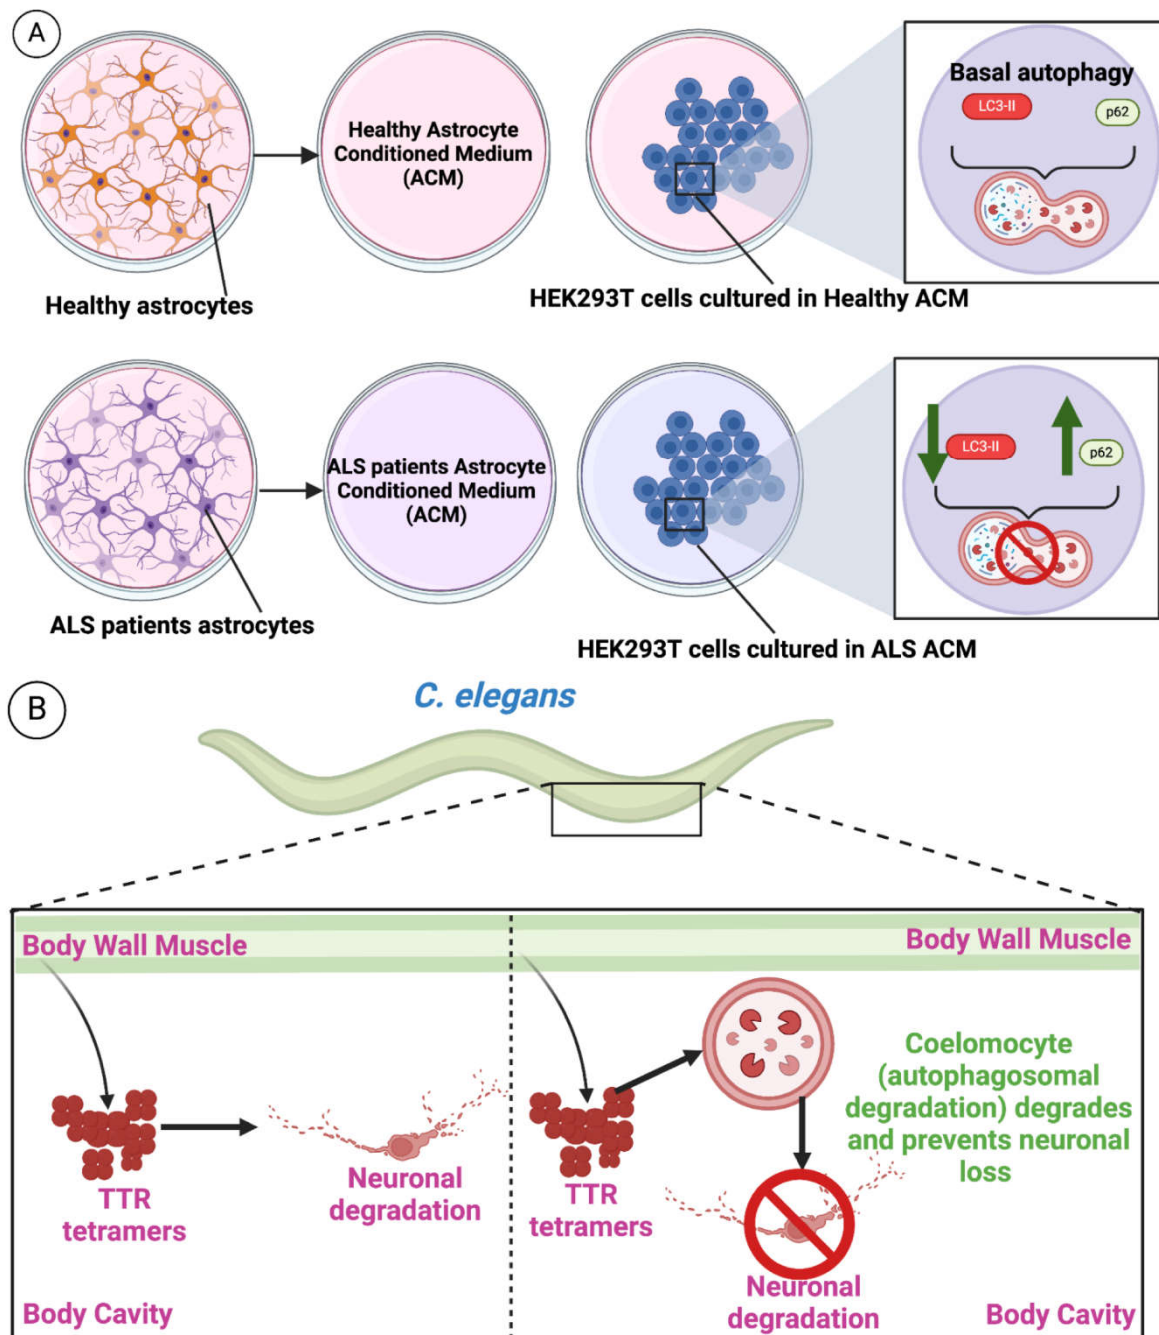 A
Healthy Astrocyte
Conditioned Medium
(ACM)
Basal autophagy
LC3-II
p62
Healthy astrocytes
HEK293T cells cultured in Healthy ACM
ALS patients Astrocyte
Conditioned Medium
(ACM)
LC3-II
p62
ALS patients astrocytes
HEK293T cells cultured in ALS ACM
B
C. elegans
Body Wall Muscle
TTR
tetramers
Neuronal
degradation
Body Cavity
Body Wall Muscle
Coelomocyte
(autophagosomal
degradation) degrades
and prevents neuronal
loss
TTR
tetramers
Neuronal
degradation
Body Cavity